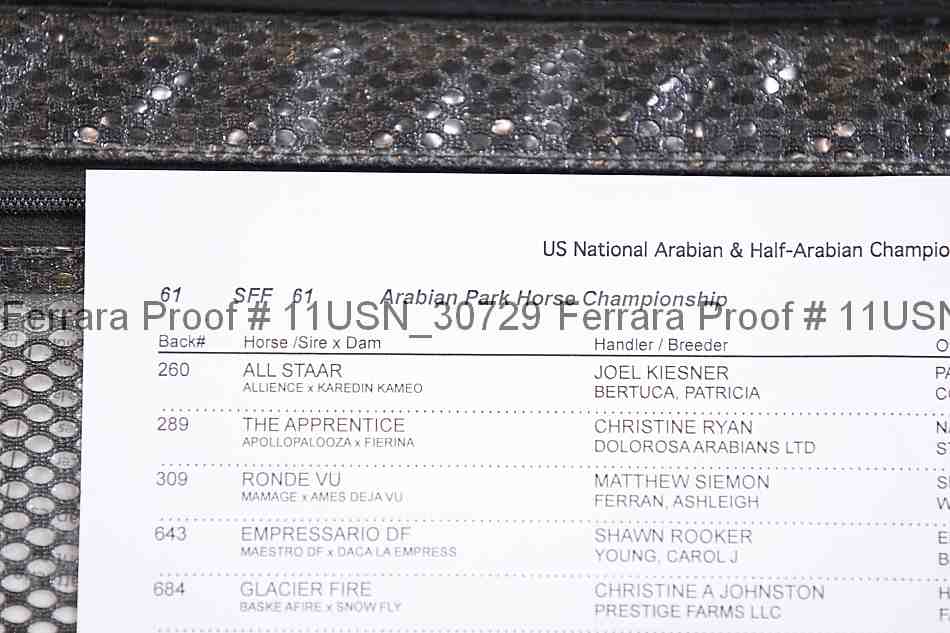 US National Arabian & Half-Arabian Champio
61 SFF 61 Arabian Park Horse Championship
Ferrara Proof # 11USN_30729 Ferrara Proof # 11USN
Back# Horse /Sire x Dam Handler / Breeder O
260 ALL STAAR JOEL KIESNER PA
ALLIENCE x KAREDIN KAMEO BERTUCA, PATRICIA CO
289 THE APPRENTICE CHRISTINE RYAN NA
APOLLOPALOOZA x FIERINA DOLOROSA ARABIANS LTD ST
309 RONDE VU MATTHEW SIEMON
MAMAGE x AMES DEJA VU FERRAN, ASHLEIGH W
643 EMPRESSARIO DF SHAWN ROOKER E
MAESTRO DF x DACA LA EMPRESS YOUNG, CAROL J B
684 GLACIER FIRE CHRISTINE A JOHNSTON H
BASKE AFIRE x SNOW FLY PRESTIGE FARMS LLC F